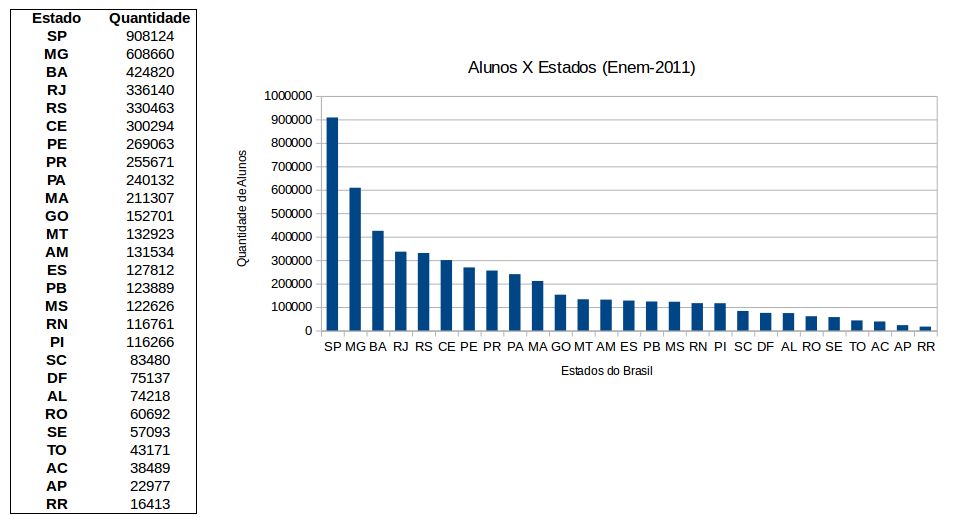 Estado Quantidade
SP 908124
MG 608660
BA 424820
RJ 336140
RS 330463
CE 300294
PE 269063
PR 255671
PA 240132
MA 211307
GO 152701
MT 132923
AM 131534
ES 127812
PB 123889
MS 122626
RN 116761
PI 116266
SC 83480
DF 75137
AL 74218
RO 60692
SE 57093
TO 43171
AC 38489
AP 22977
RR 16413
Alunos X Estados (Enem-2011)
Quantidade de Alunos
1000000
900000
800000
700000
600000
500000
400000
300000
200000
100000
0
SP MG BA RJ RS CE PE PR PA MA GO MT AM ES PB MS RN PI SC DF AL RO SE TO AC AP RR
Estados do Brasil